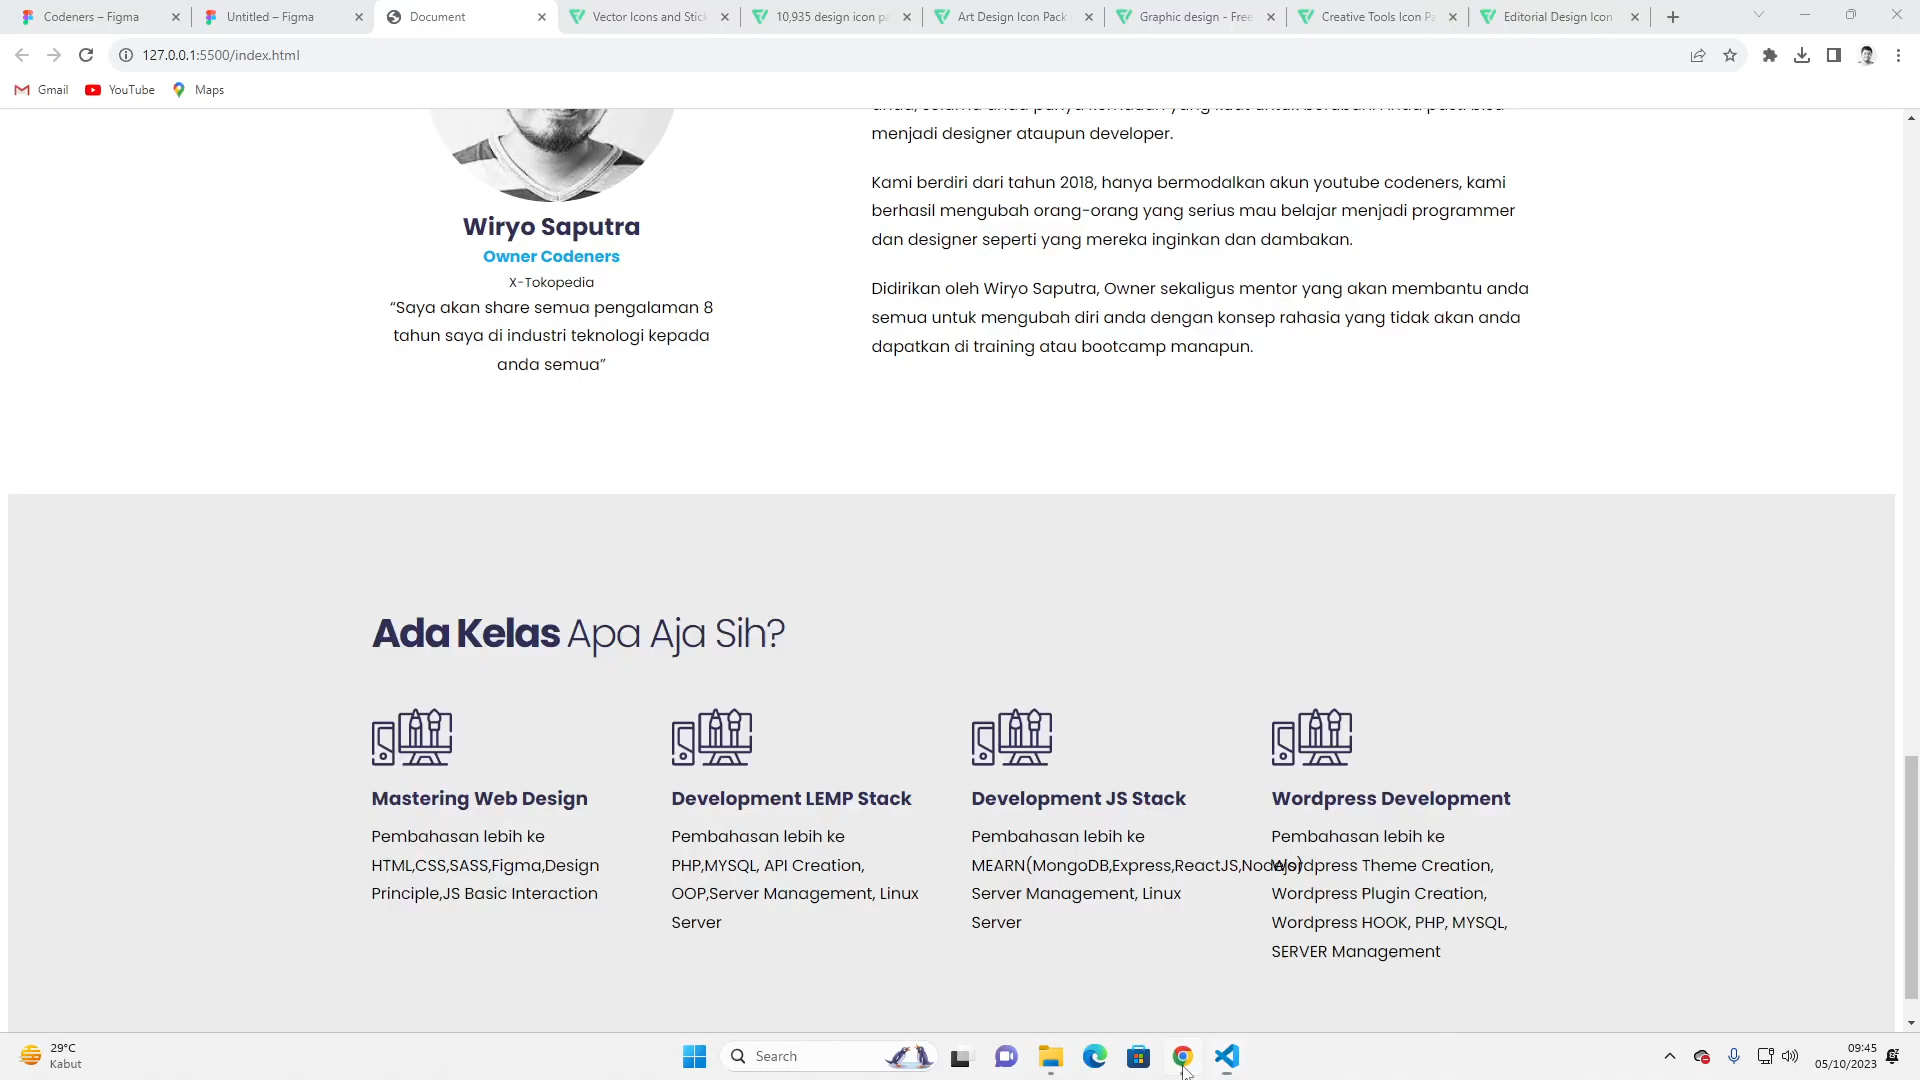 Codeners – Figma
Untitled – Figma
Document
Vector Icons and Stick
10,935 design icon pa
Art Design Icon Pack
Graphic design - Free
Creative Tools Icon Pa
Editorial Design Icon
127.0.0.1:5500/index.html
Gmail
YouTube
Maps
menjadi designer ataupun developer.
Kami berdiri dari tahun 2018, hanya bermodalkan akun youtube codeners, kami
berhasil mengubah orang-orang yang serius mau belajar menjadi programmer
dan designer seperti yang mereka inginkan dan dambakan.
Didirikan oleh Wiryo Saputra, Owner sekaligus mentor yang akan membantu anda
semua untuk mengubah diri anda dengan konsep rahasia yang tidak akan anda
dapatkan di training atau bootcamp manapun.
Wiryo Saputra
Owner Codeners
X-Tokopedia
“Saya akan share semua pengalaman 8
tahun saya di industri teknologi kepada
anda semua”
Ada Kelas Apa Aja Sih?
Mastering Web Design
Pembahasan lebih ke
HTML,CSS,SASS,Figma,Design
Principle,JS Basic Interaction
Development LEMP Stack
Pembahasan lebih ke
PHP,MYSQL, API Creation,
OOP,Server Management, Linux
Server
Development JS Stack
Pembahasan lebih ke
MEARN(MongoDB,Express,ReactJS,NodeJs)
Server Management, Linux
Server
Wordpress Development
Pembahasan lebih ke
Wordpress Theme Creation,
Wordpress Plugin Creation,
Wordpress HOOK, PHP, MYSQL,
SERVER Management
29°C
Kabut
Search
09:45
05/10/2023